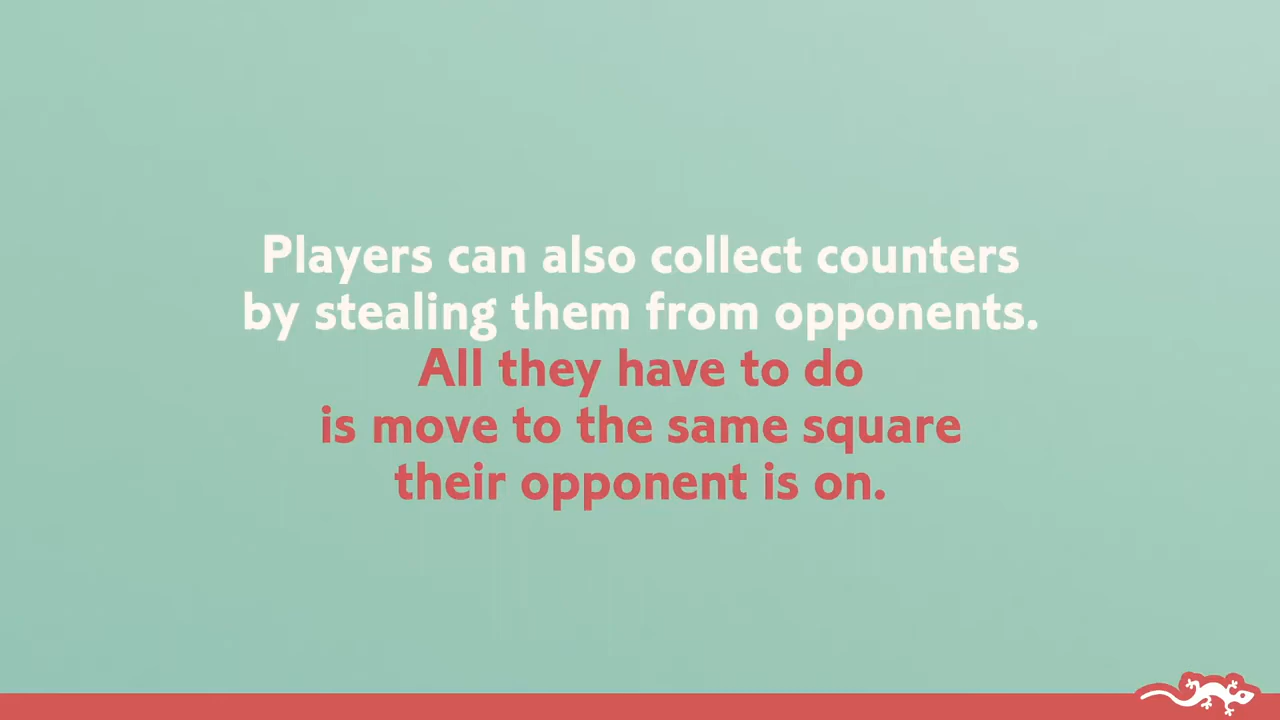 Players can also collect counters
by stealing them from opponents.
All they have to do
is move to the same square
their opponent is on.